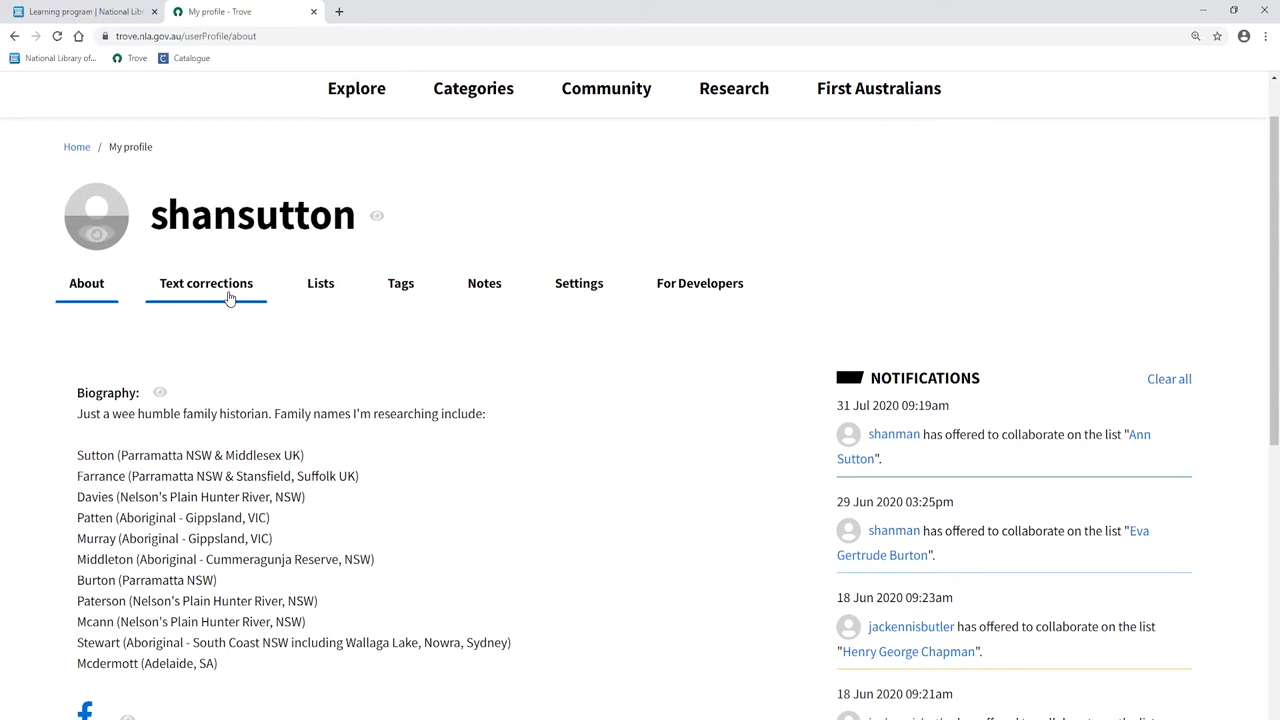 Learning program | National Lib
My profile - Trove
trove.nla.gov.au/userProfile/about
National Library of...
Trove
Catalogue
Explore
Categories
Community
Research
First Australians
Home / My profile
shansutton
About
Text corrections
Lists
Tags
Notes
Settings
For Developers
Biography:
Just a wee humble family historian. Family names I'm researching include:
Sutton (Parramatta NSW & Middlesex UK)
Farrance (Parramatta NSW & Stansfield, Suffolk UK)
Davies (Nelson's Plain Hunter River, NSW)
Patten (Aboriginal - Gippsland, VIC)
Murray (Aboriginal - Gippsland, VIC)
Middleton (Aboriginal - Cummeragunja Reserve, NSW)
Burton (Parramatta NSW)
Paterson (Nelson's Plain Hunter River, NSW)
Mcann (Nelson's Plain Hunter River, NSW)
Stewart (Aboriginal - South Coast NSW including Wallaga Lake, Nowra, Sydney)
Mcdermott (Adelaide, SA)
NOTIFICATIONS
Clear all
31 Jul 2020 09:19am
shanman has offered to collaborate on the list "Ann
Sutton".
29 Jun 2020 03:25pm
shanman has offered to collaborate on the list "Eva
Gertrude Burton".
18 Jun 2020 09:23am
jackennisbutler has offered to collaborate on the list
"Henry George Chapman".
18 Jun 2020 09:21am